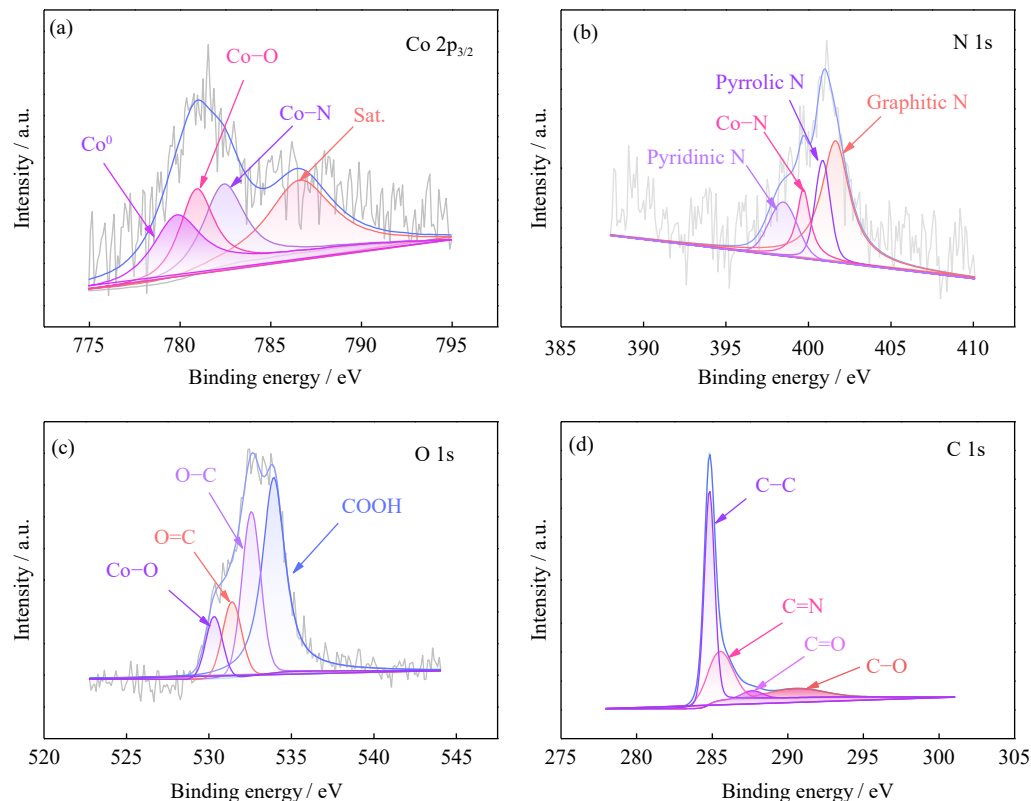 (a)
Co 2p3/2
Co−O
Co−N
Sat.
Co⁰
Intensity / a.u.
775 780 785 790 795
Binding energy / eV
(b)
N 1s
Pyrrolic N
Graphitic N
Co−N
Pyridinic N
Intensity / a.u.
385 390 395 400 405 410
Binding energy / eV
(c)
O 1s
O−C
COOH
O=C
Co−O
Intensity / a.u.
520 525 530 535 540 545
Binding energy / eV
(d)
C 1s
C−C
C=N
C=O
C−O
Intensity / a.u.
275 280 285 290 295 300 305
Binding energy / eV